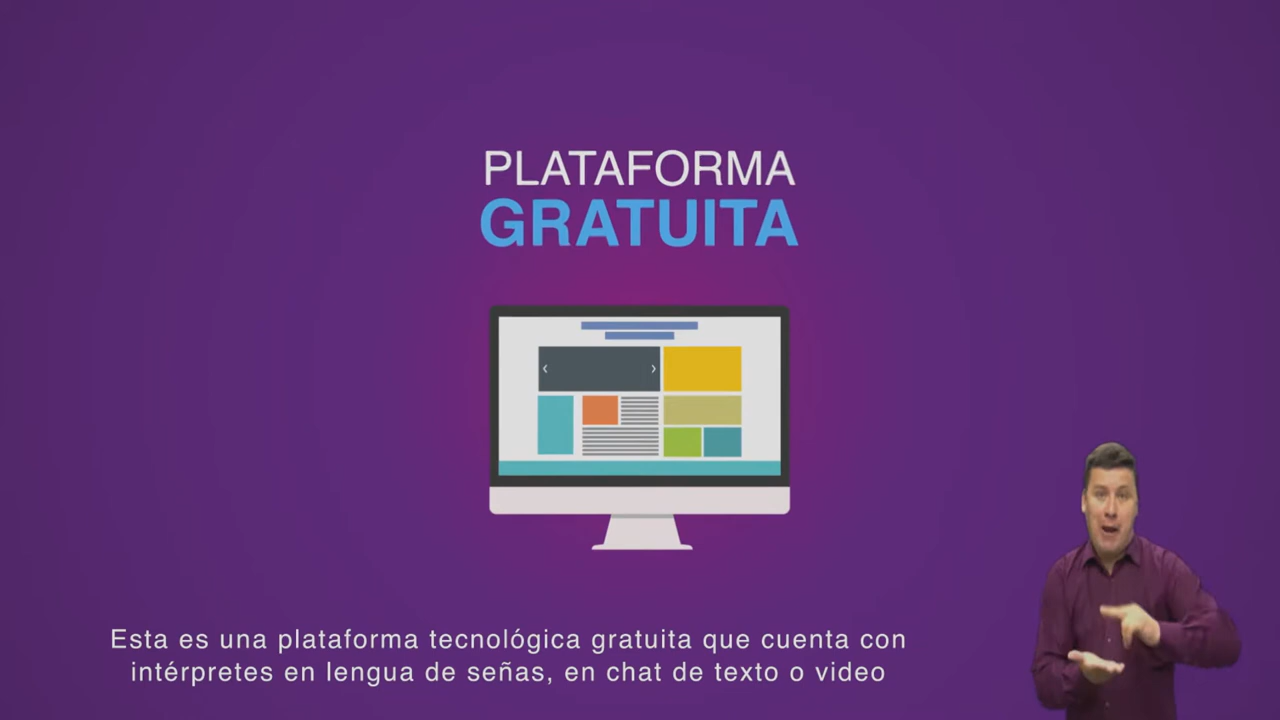 PLATAFORMA
GRATUITA
Esta es una plataforma tecnológica gratuita que cuenta con
intérpretes en lengua de señas, en chat de texto o video